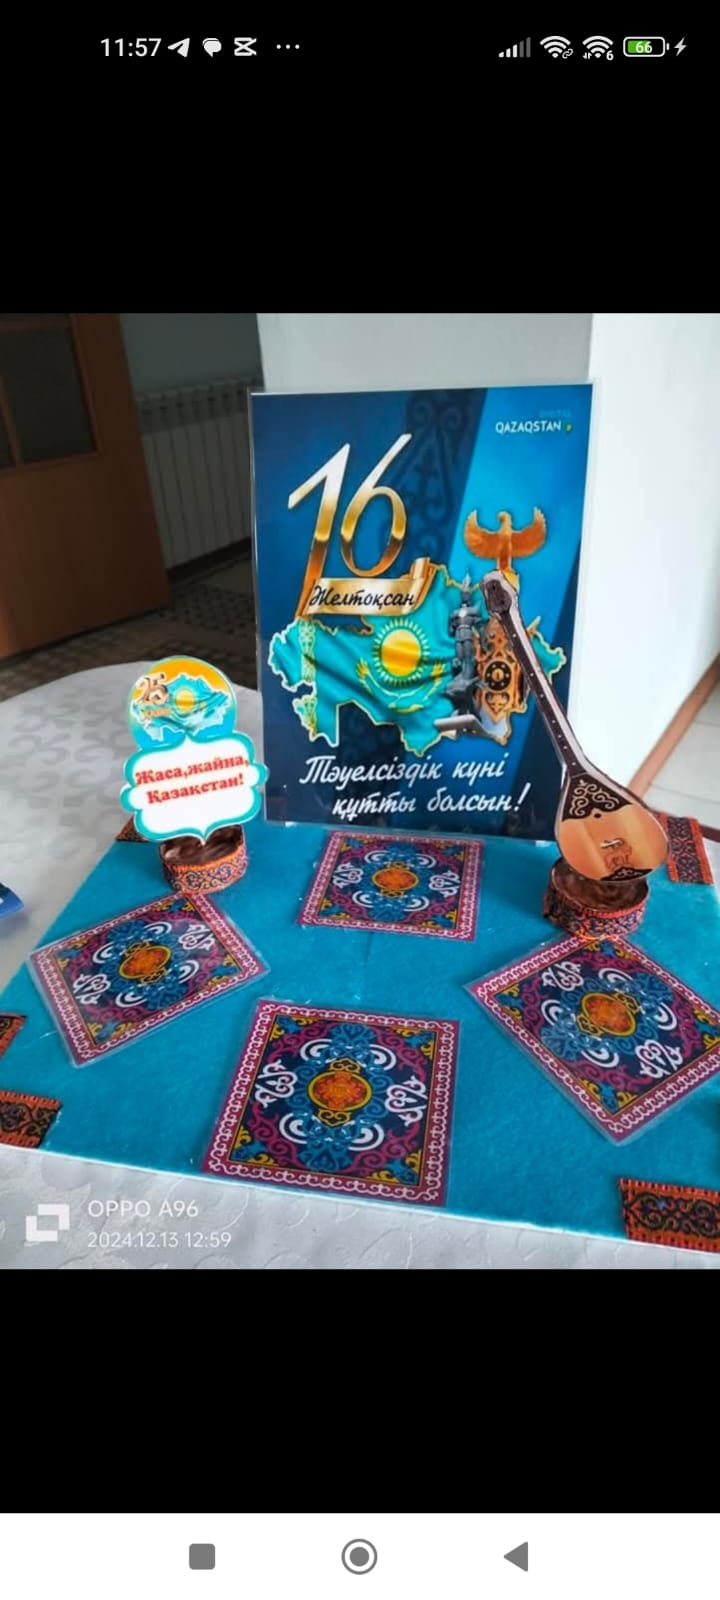 11:57
66
QAZAQSTAN
16
Желтоқсан
Тәуелсіздік күні
құтты болсын!
25
Жаса,жайна,
Қазақстан!
OPPO A96
2024.12.13 12:59